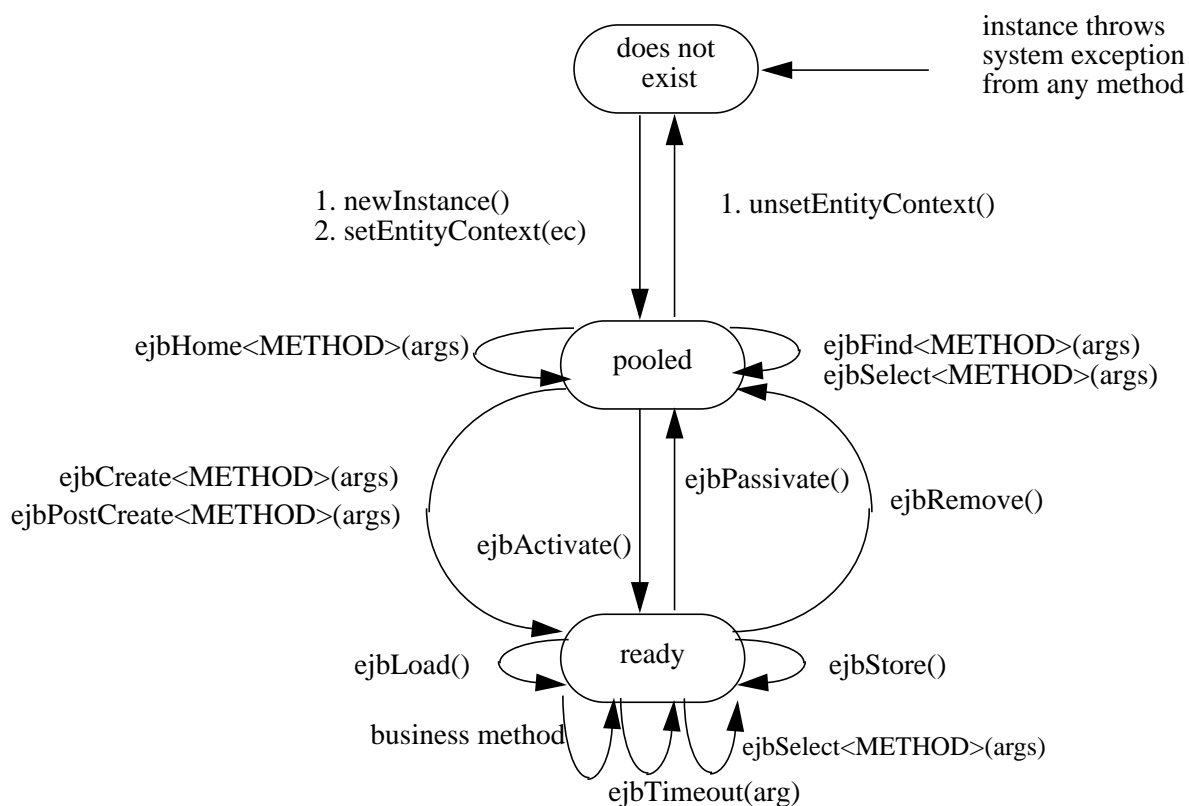 instance throws
system exception
from any method
does not
exist
1. newInstance()
2. setEntityContext(ec)
1. unsetEntityContext()
ejbHome<METHOD>(args)
pooled
ejbFind<METHOD>(args)
ejbSelect<METHOD>(args)
ejbCreate<METHOD>(args)
ejbPostCreate<METHOD>(args)
ejbPassivate()
ejbRemove()
ejbActivate()
ready
ejbLoad()
ejbStore()
business method
ejbSelect<METHOD>(args)
ejbTimeout(arg)